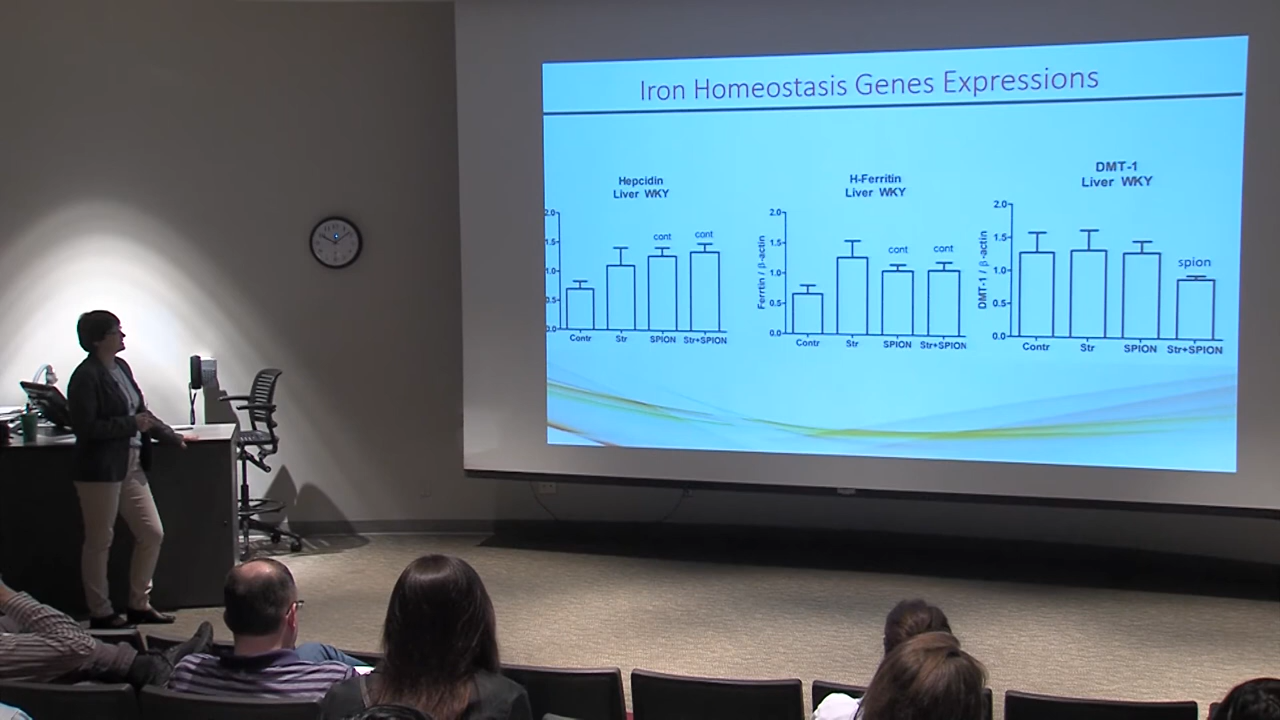 Iron Homeostasis Genes Expressions
Hepcidin
Liver WKY
2.0
1.5
1.0
0.5
0.0
cont
cont
Contr
Str
SPION
Str+SPION
H-Ferritin
Liver WKY
Ferrtin / β-actin
2.0
1.5
1.0
0.5
0.0
cont
cont
Contr
Str
SPION
Str+SPION
DMT-1
Liver WKY
DMT-1 / β-actin
2.0
1.5
1.0
0.5
0.0
spion
Contr
Str
SPION
Str+SPION